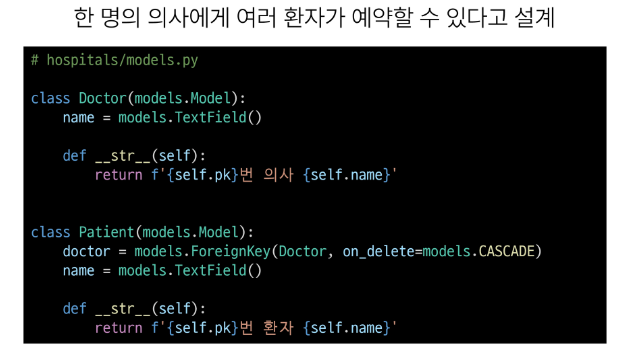 한 명의 의사에게 여러 환자가 예약할 수 있다고 설계
# hospitals/models.py
class Doctor(models.Model):
    name = models.TextField()
    def __str__(self):
        return f'{self.pk}번 의사 {self.name}'
class Patient(models.Model):
    doctor = models.ForeignKey(Doctor, on_delete=models.CASCADE)
    name = models.TextField()
    def __str__(self):
        return f'{self.pk}번 환자 {self.name}'